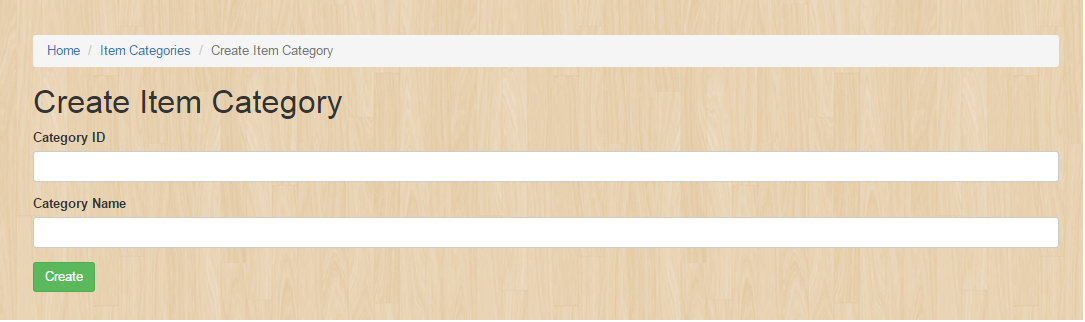 Home / Item Categories / Create Item Category
Create Item Category
Category ID
Category Name
Create